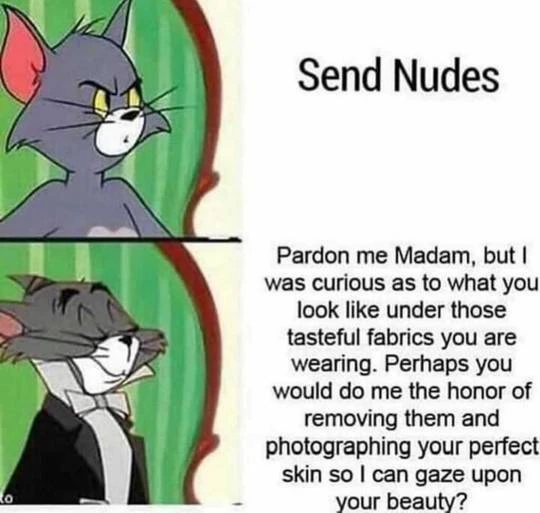 Send Nudes
Pardon me Madam, but I
was curious as to what you
look like under those
tasteful fabrics you are
wearing. Perhaps you
would do me the honor of
removing them and
photographing your perfect
skin so I can gaze upon
your beauty?
to